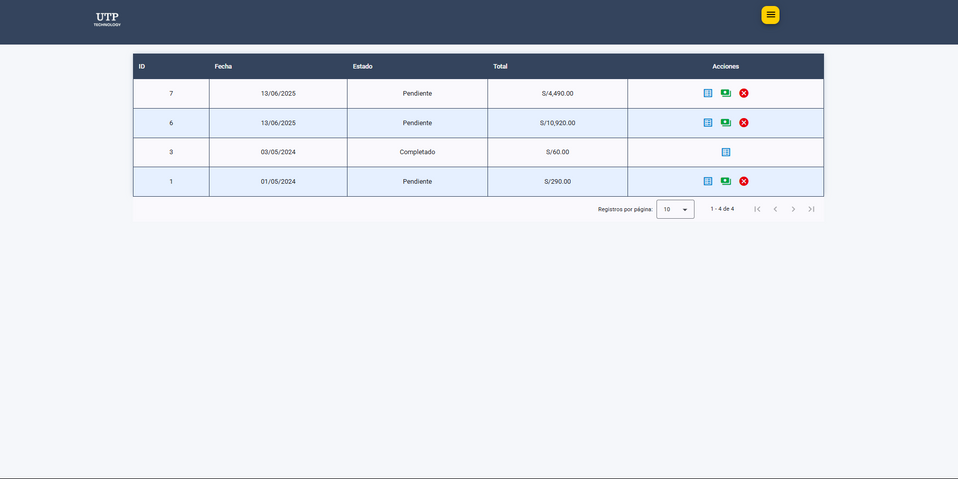 UTP
TECHNOLOGY
ID Fecha Estado Total Acciones
7 13/06/2025 Pendiente S/4,490.00
6 13/06/2025 Pendiente S/10,920.00
3 03/05/2024 Completado S/60.00
1 01/05/2024 Pendiente S/290.00
Registros por página: 10 1 - 4 de 4